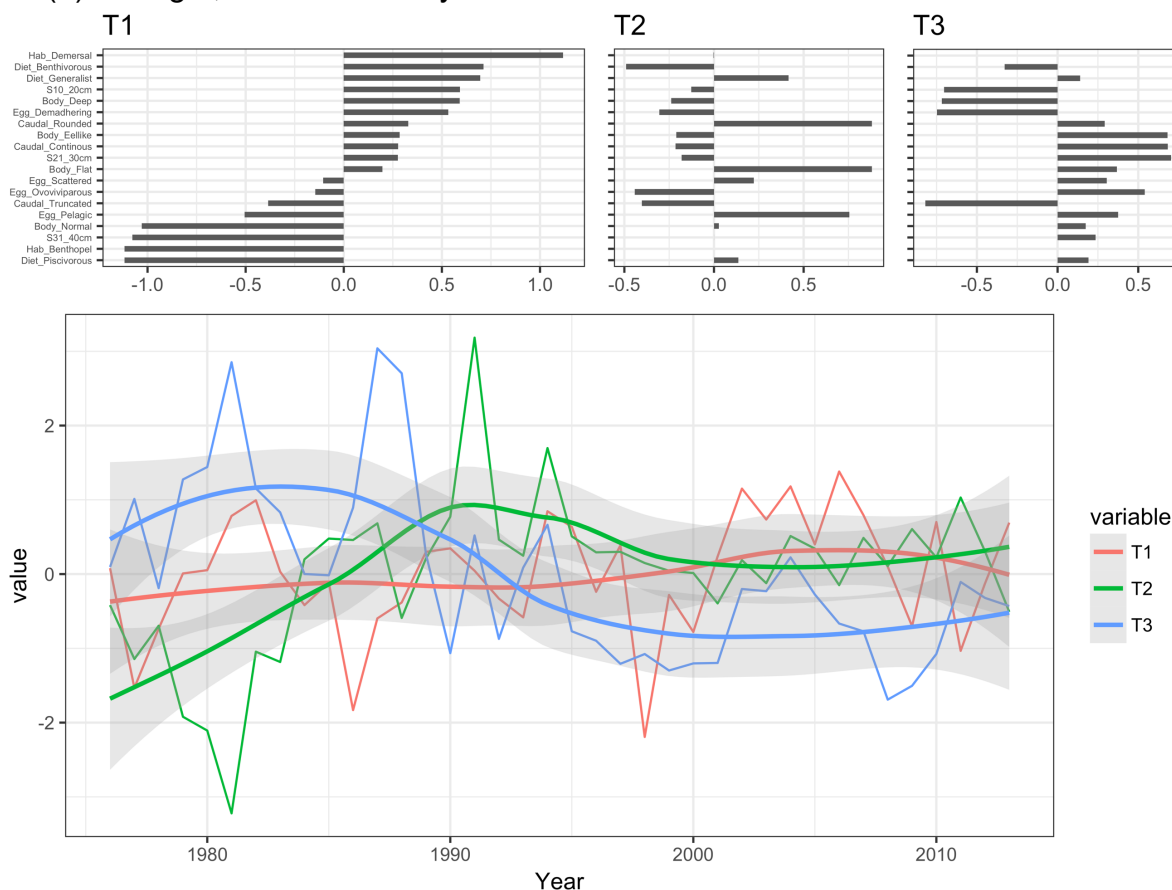 T1
T2
T3
Hab_Demersal
Diet_Benthivorous
Diet_Generalist
S10_20cm
Body_Deep
Egg_Demadhering
Caudal_Rounded
Body_Eellike
Caudal_Continous
S21_30cm
Body_Flat
Egg_Scattered
Egg_Ovoviviparous
Caudal_Truncated
Egg_Pelagic
Body_Normal
S31_40cm
Hab_Benthopel
Diet_Piscivorous
-1.0 -0.5 0.0 0.5 1.0
-0.5 0.0 0.5
-0.5 0.0 0.5
value
2
0
-2
1980 1990 2000 2010
Year
variable
T1
T2
T3